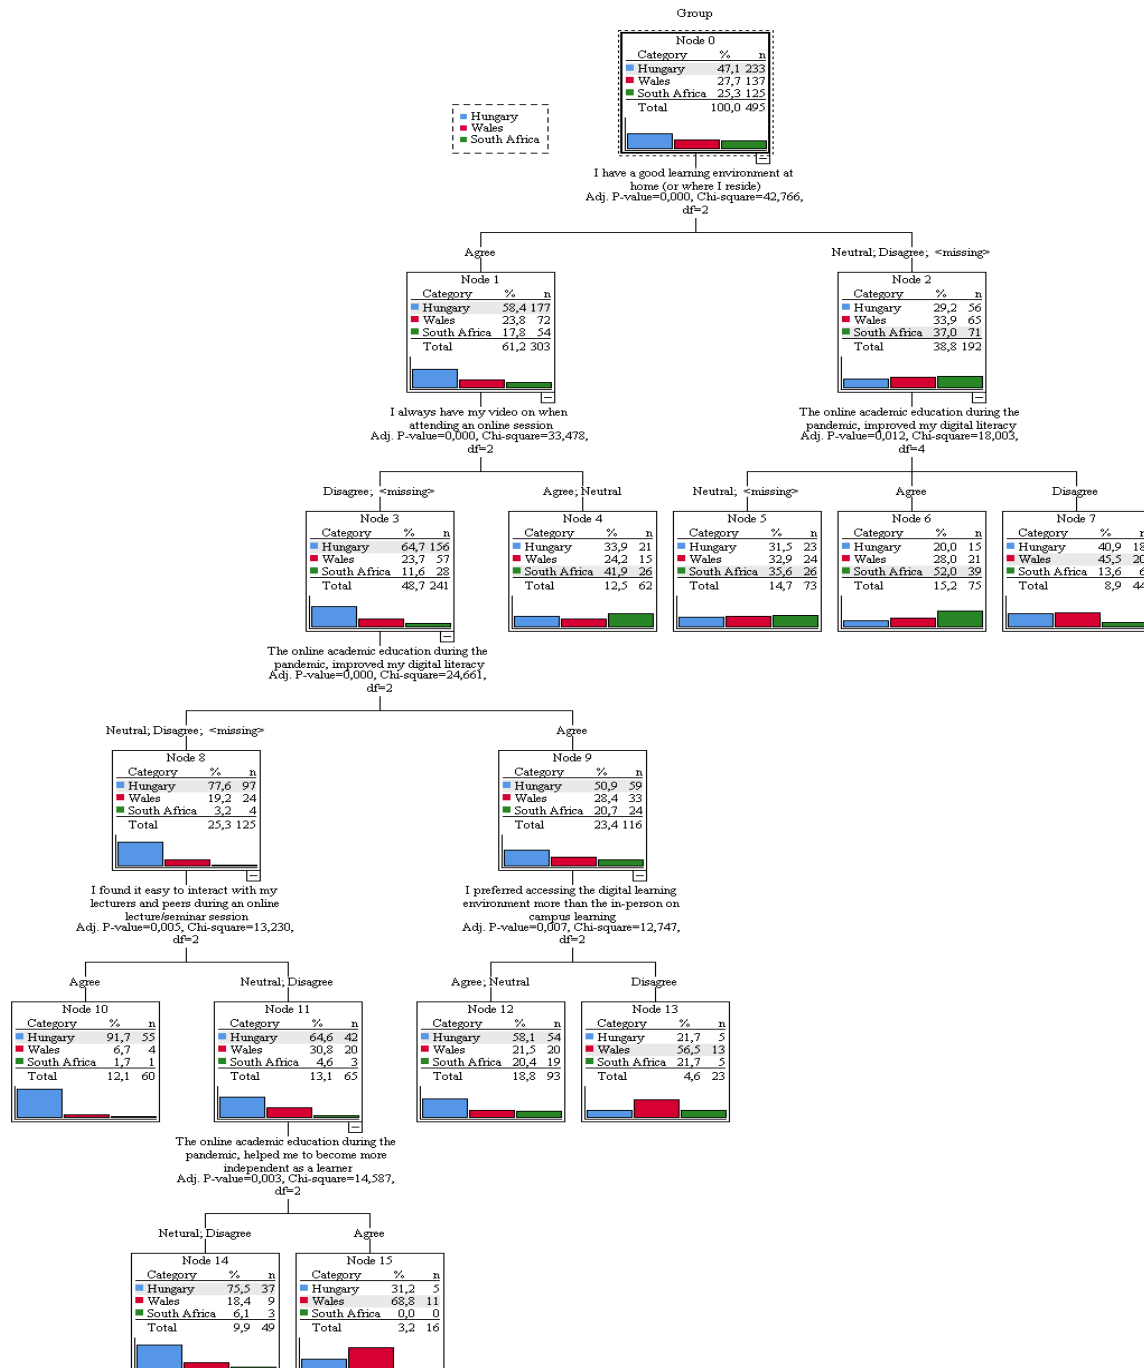 Group
Node 0
Category % n
Hungary 47,1 233
Wales 27,7 137
South Africa 25,3 125
Total 100,0 495
Hungary
Wales
South Africa
I have a good learning environment at
home (or where I reside)
Adj. P-value=0,000, Chi-square=42,766,
df=2
Agree
Neutral; Disagree; <missing>
Node 1
Category % n
Hungary 58,4 177
Wales 23,8 72
South Africa 17,8 54
Total 61,2 303
Node 2
Category % n
Hungary 29,2 56
Wales 33,9 65
South Africa 37,0 71
Total 38,8 192
I always have my video on when
attending an online session
Adj. P-value=0,000, Chi-square=33,478,
df=2
The online academic education during the
pandemic, improved my digital literacy
Adj. P-value=0,012, Chi-square=18,003,
df=4
Disagree; <missing>
Agree; Neutral
Neutral; <missing>
Agree
Disagree
Node 3
Category % n
Hungary 64,7 156
Wales 23,7 57
South Africa 11,6 28
Total 48,7 241
Node 4
Category % n
Hungary 33,9 21
Wales 24,2 15
South Africa 41,9 26
Total 12,5 62
Node 5
Category % n
Hungary 31,5 23
Wales 32,9 24
South Africa 35,6 26
Total 14,7 73
Node 6
Category % n
Hungary 20,0 15
Wales 28,0 21
South Africa 52,0 39
Total 15,2 75
Node 7
Category % n
Hungary 40,9 18
Wales 45,5 20
South Africa 13,6 6
Total 8,9 44
The online academic education during the
pandemic, improved my digital literacy
Adj. P-value=0,000, Chi-square=24,661,
df=2
Neutral; Disagree; <missing>
Agree
Node 8
Category % n
Hungary 77,6 97
Wales 19,2 24
South Africa 3,2 4
Total 25,3 125
Node 9
Category % n
Hungary 50,9 59
Wales 28,4 33
South Africa 20,7 24
Total 23,4 116
I found it easy to interact with my
lecturers and peers during an online
lecture/seminar session
Adj. P-value=0,005, Chi-square=13,230,
df=2
I preferred accessing the digital learning
environment more than the in-person on
campus learning
Adj. P-value=0,007, Chi-square=12,747,
df=2
Agree
Neutral; Disagree
Agree; Neutral
Disagree
Node 10
Category % n
Hungary 91,7 55
Wales 6,7 4
South Africa 1,7 1
Total 12,1 60
Node 11
Category % n
Hungary 64,6 42
Wales 30,8 20
South Africa 4,6 3
Total 13,1 65
Node 12
Category % n
Hungary 58,1 54
Wales 21,5 20
South Africa 20,4 19
Total 18,8 93
Node 13
Category % n
Hungary 21,7 5
Wales 56,5 13
South Africa 21,7 5
Total 4,6 23
The online academic education during the
pandemic, helped me to become more
independent as a learner
Adj. P-value=0,003, Chi-square=14,587,
df=2
Netural; Disagree
Agree
Node 14
Category % n
Hungary 75,5 37
Wales 18,4 9
South Africa 6,1 3
Total 9,9 49
Node 15
Category % n
Hungary 31,2 5
Wales 68,8 11
South Africa 0,0 0
Total 3,2 16